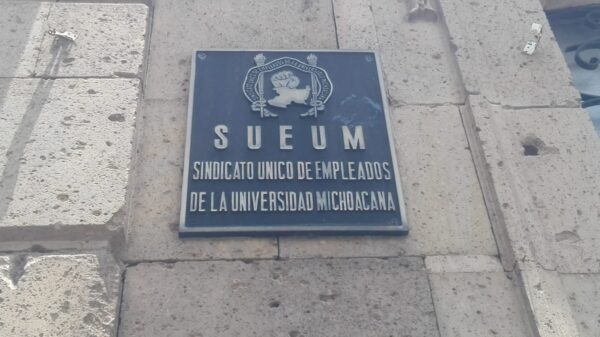 SUEUM
SINDICATO UNICO DE EMPLEADOS
DE LA UNIVERSIDAD MICHOACANA